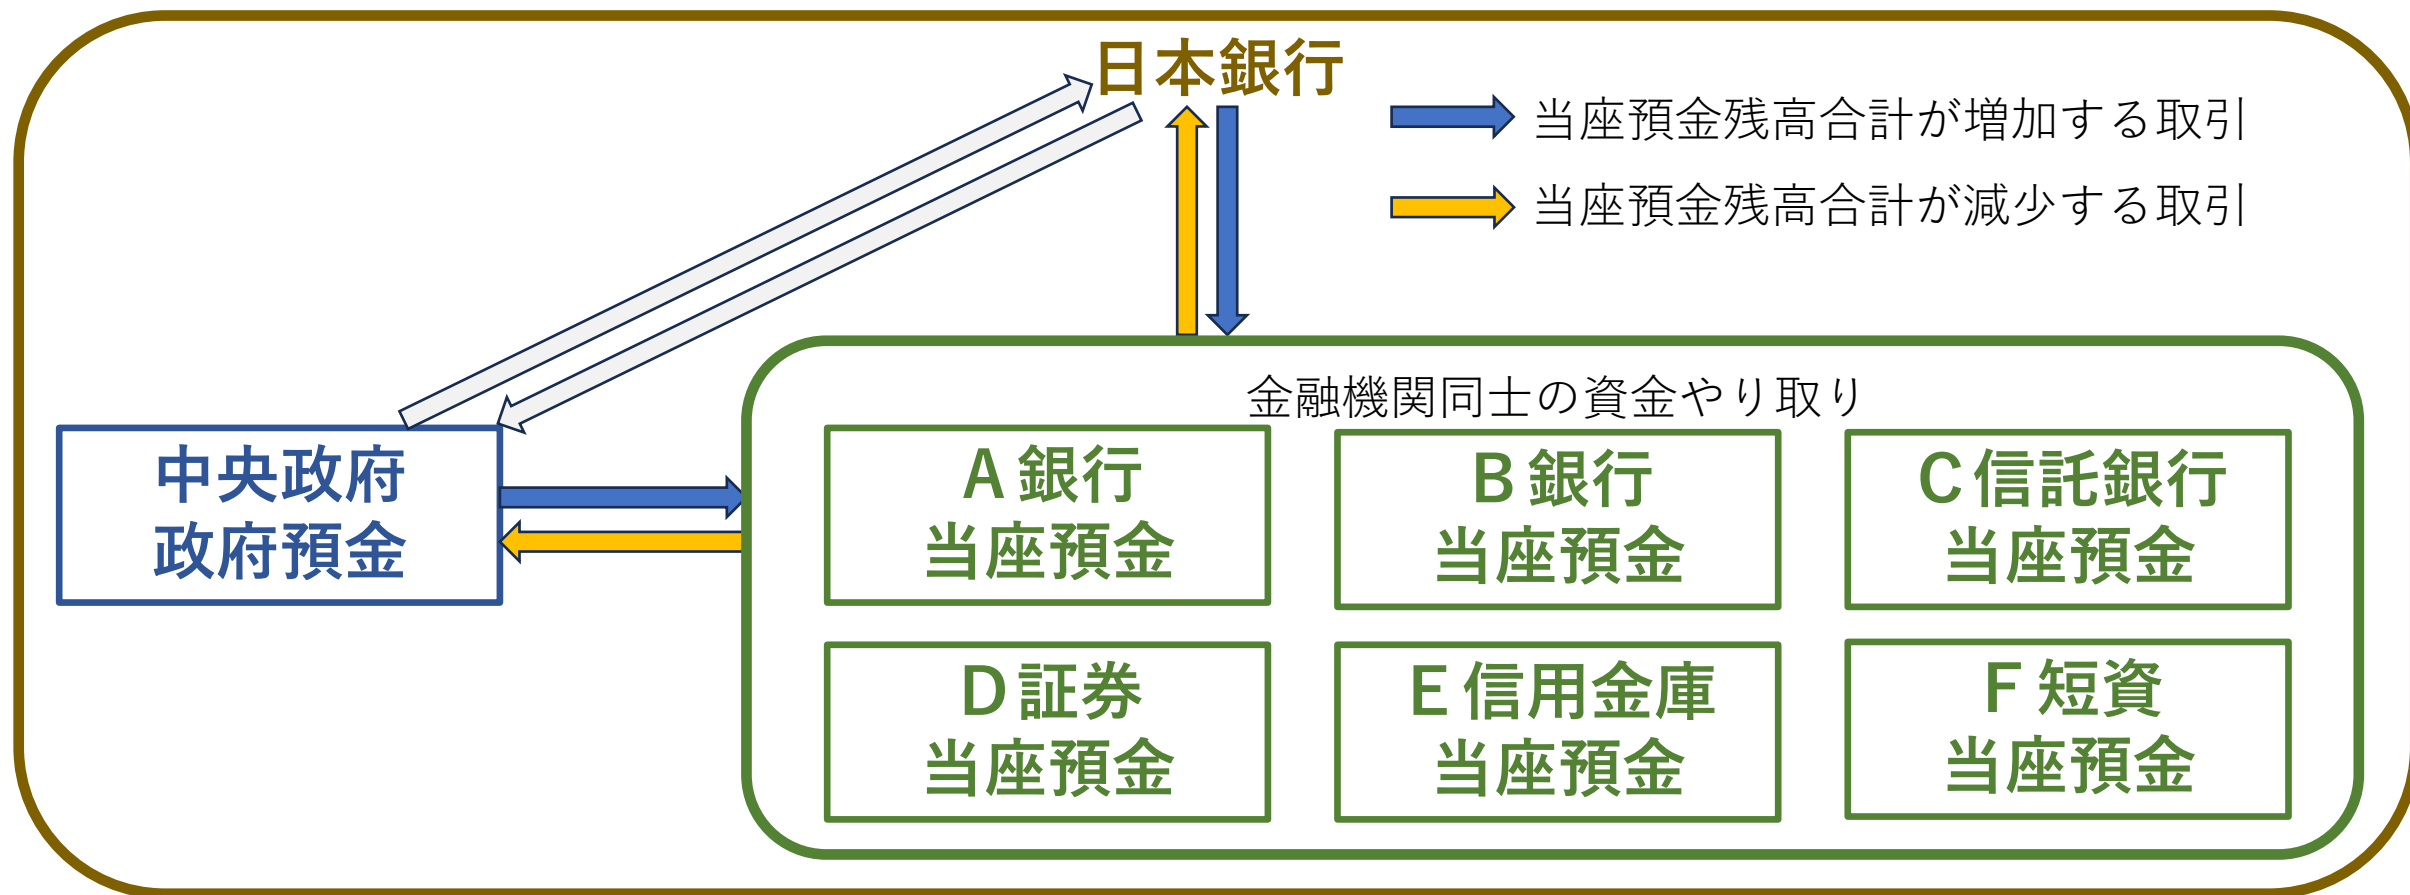 日本銀行
当座預金残高合計が増加する取引
当座預金残高合計が減少する取引
金融機関同士の資金やり取り
中央政府
政府預金
A銀行
当座預金
B銀行
当座預金
C信託銀行
当座預金
D証券
当座預金
E信用金庫
当座預金
F短資
当座預金